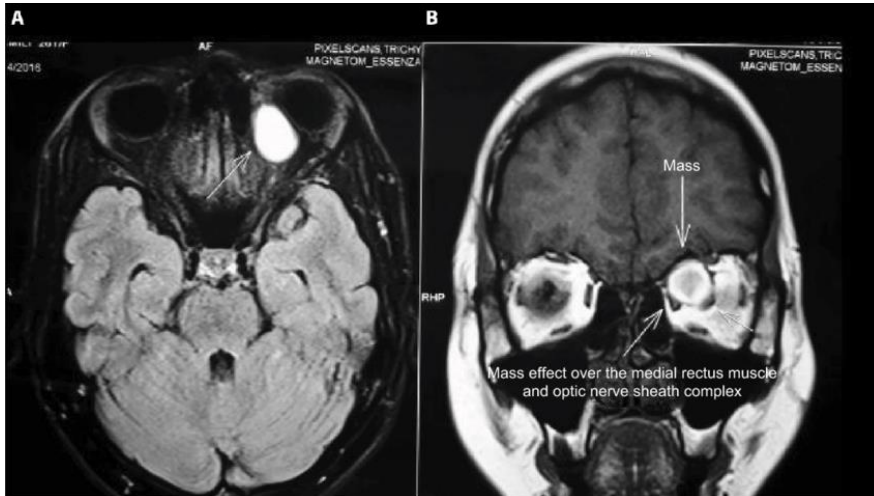 A
AF
PIXELSCANS,TRICHY
MAGNETOM_ESSENZA
4/2016
B
PIXELSCANS,TRIC
MAGNETOM_ESSEN
Mass
RHP
Mass effect over the medial rectus muscle
and optic nerve sheath complex